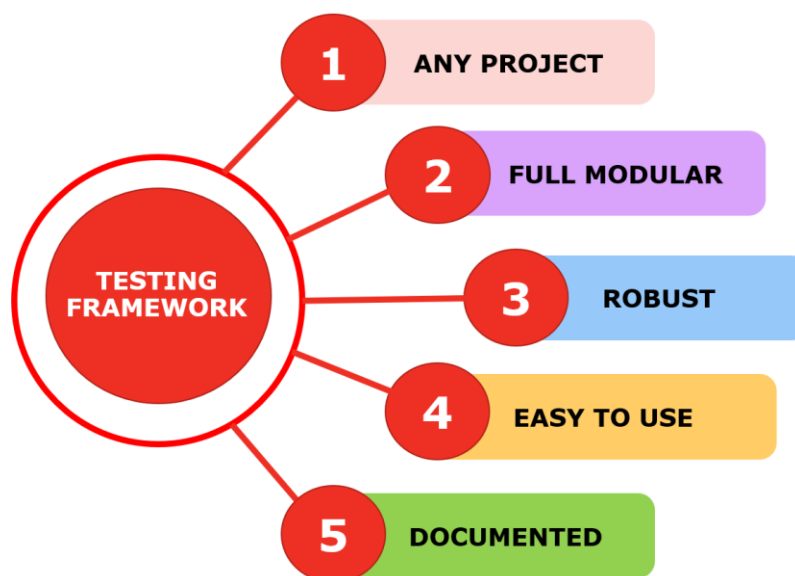 TESTING
FRAMEWORK
1
ANY PROJECT
2
FULL MODULAR
3
ROBUST
4
EASY TO USE
5
DOCUMENTED